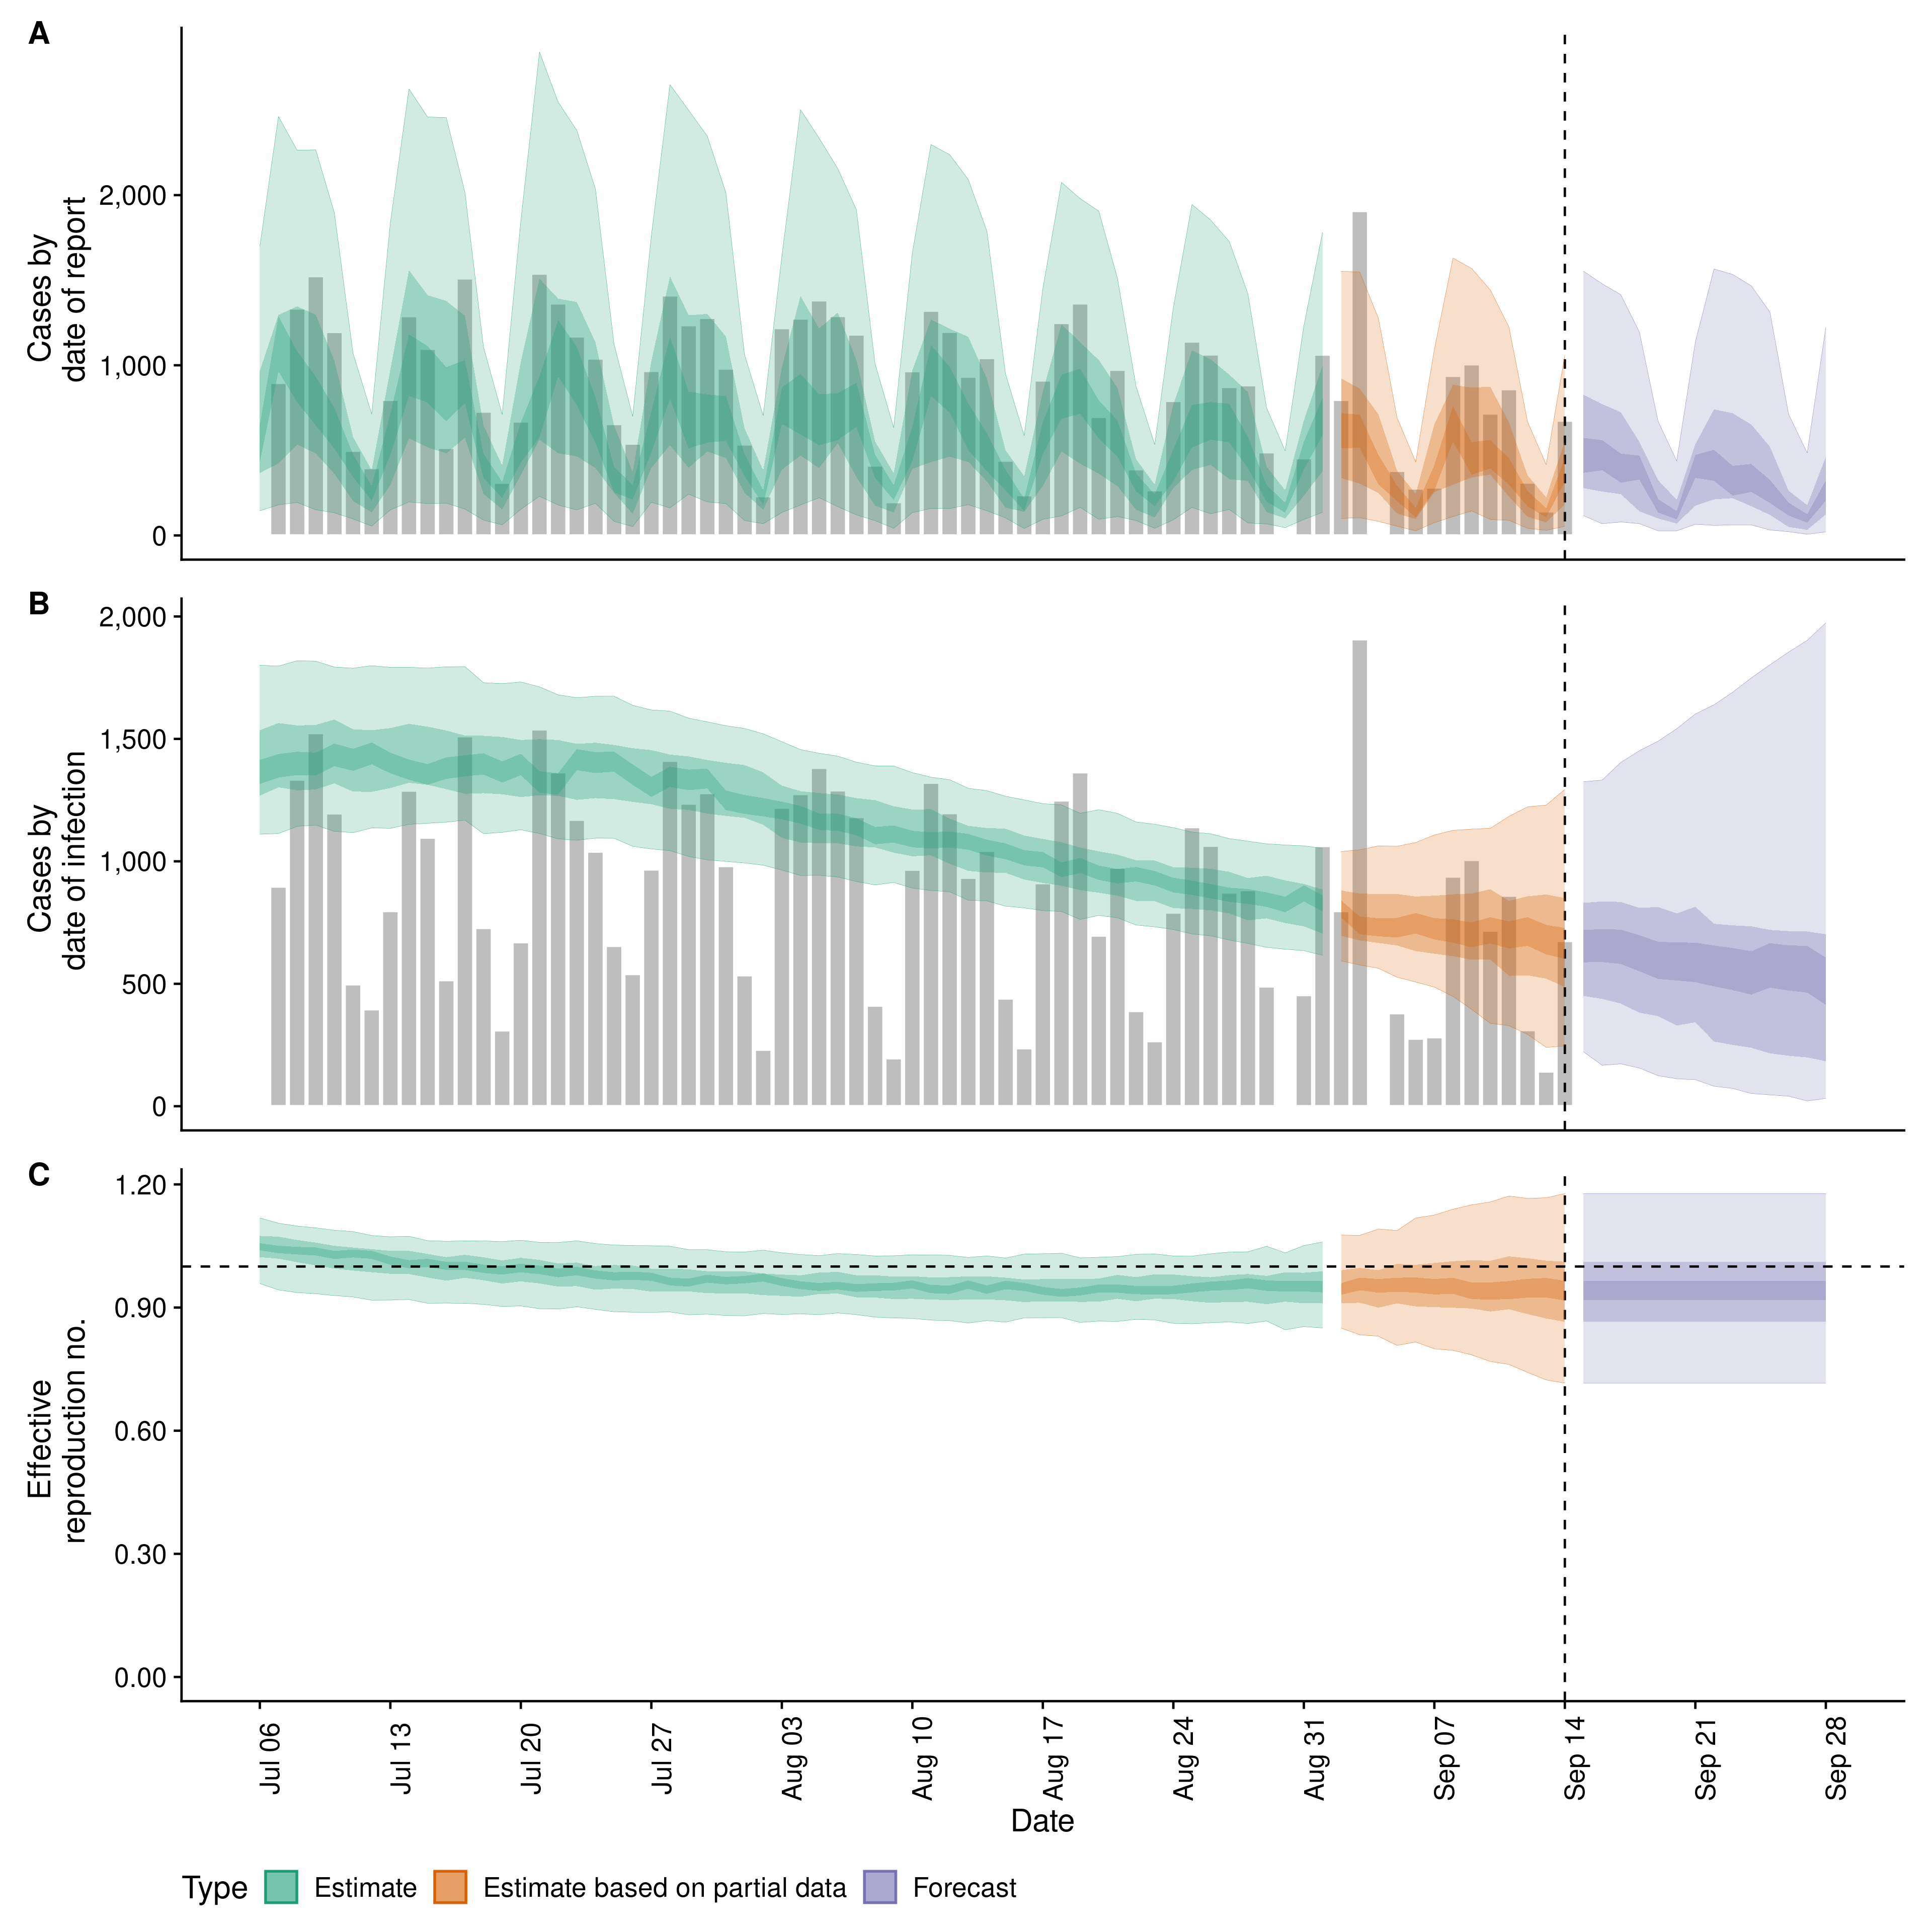 A
Cases by
date of report
2,000
1,000
0
B
Cases by
date of infection
2,000
1,500
1,000
500
0
C
Effective
reproduction no.
1.20
0.90
0.60
0.30
0.00
Jul 06
Jul 13
Jul 20
Jul 27
Aug 03
Aug 10
Aug 17
Aug 24
Aug 31
Sep 07
Sep 14
Sep 21
Sep 28
Date
Type Estimate Estimate based on partial data Forecast